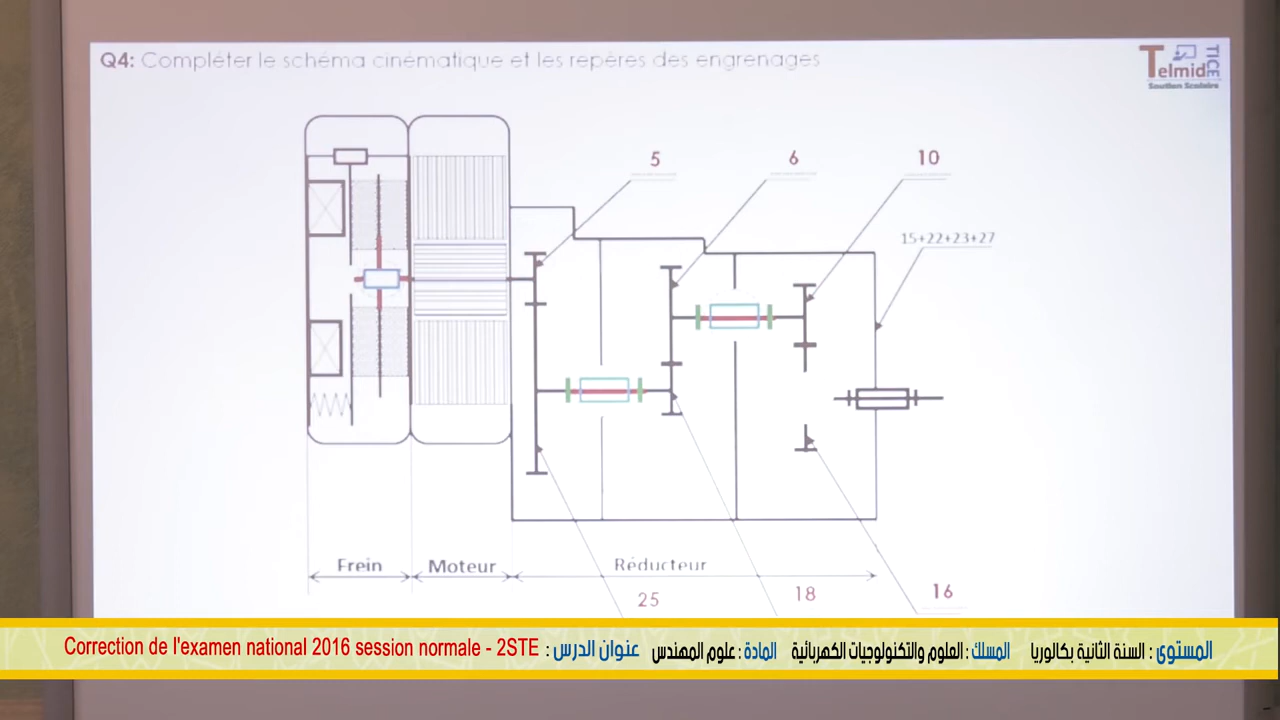 Q4: Compléter le schéma cinématique et les repères des engrenages
Telmid TICE
Soutien Scolaire
5
6
10
15+22+23+27
Frein
Moteur
Réducteur
25
18
16
المستوى : السنة الثانية بكالوريا المسلك : العلوم والتكنولوجيات الكهربائية المادة : علوم المهندس عنوان الدرس : Correction de l'examen national 2016 session normale - 2STE